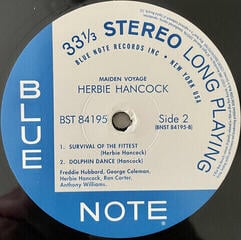 33⅓ STEREO LONG PLAYING
BLUE NOTE RECORDS INC • NEW YORK USA
MAIDEN VOYAGE
HERBIE HANCOCK
BST 84195
Side 2
(BNST 84195-B)
1. SURVIVAL OF THE FITTEST
(Herbie Hancock)
2. DOLPHIN DANCE (Hancock)
Freddie Hubbard, George Coleman,
Herbie Hancock, Ron Carter,
Anthony Williams.
BLUE
NOTE®